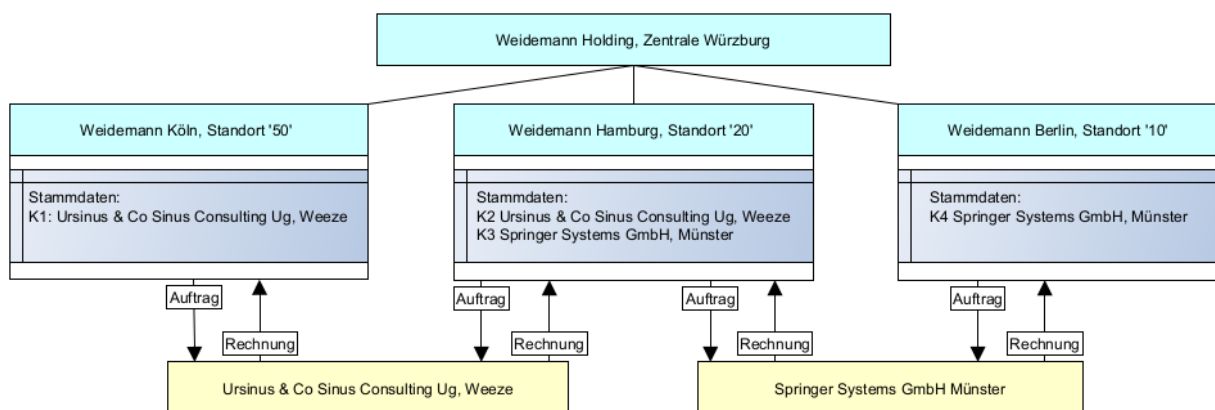 Weidemann Holding, Zentrale Würzburg
Weidemann Köln, Standort '50'
Weidemann Hamburg, Standort '20'
Weidemann Berlin, Standort '10'
Stammdaten:
K1: Ursinus & Co Sinus Consulting Ug, Weeze
Stammdaten:
K2 Ursinus & Co Sinus Consulting Ug, Weeze
K3 Springer Systems GmbH, Münster
Stammdaten:
K4 Springer Systems GmbH, Münster
Auftrag
Rechnung
Auftrag
Rechnung
Auftrag
Rechnung
Auftrag
Rechnung
Ursinus & Co Sinus Consulting Ug, Weeze
Springer Systems GmbH Münster